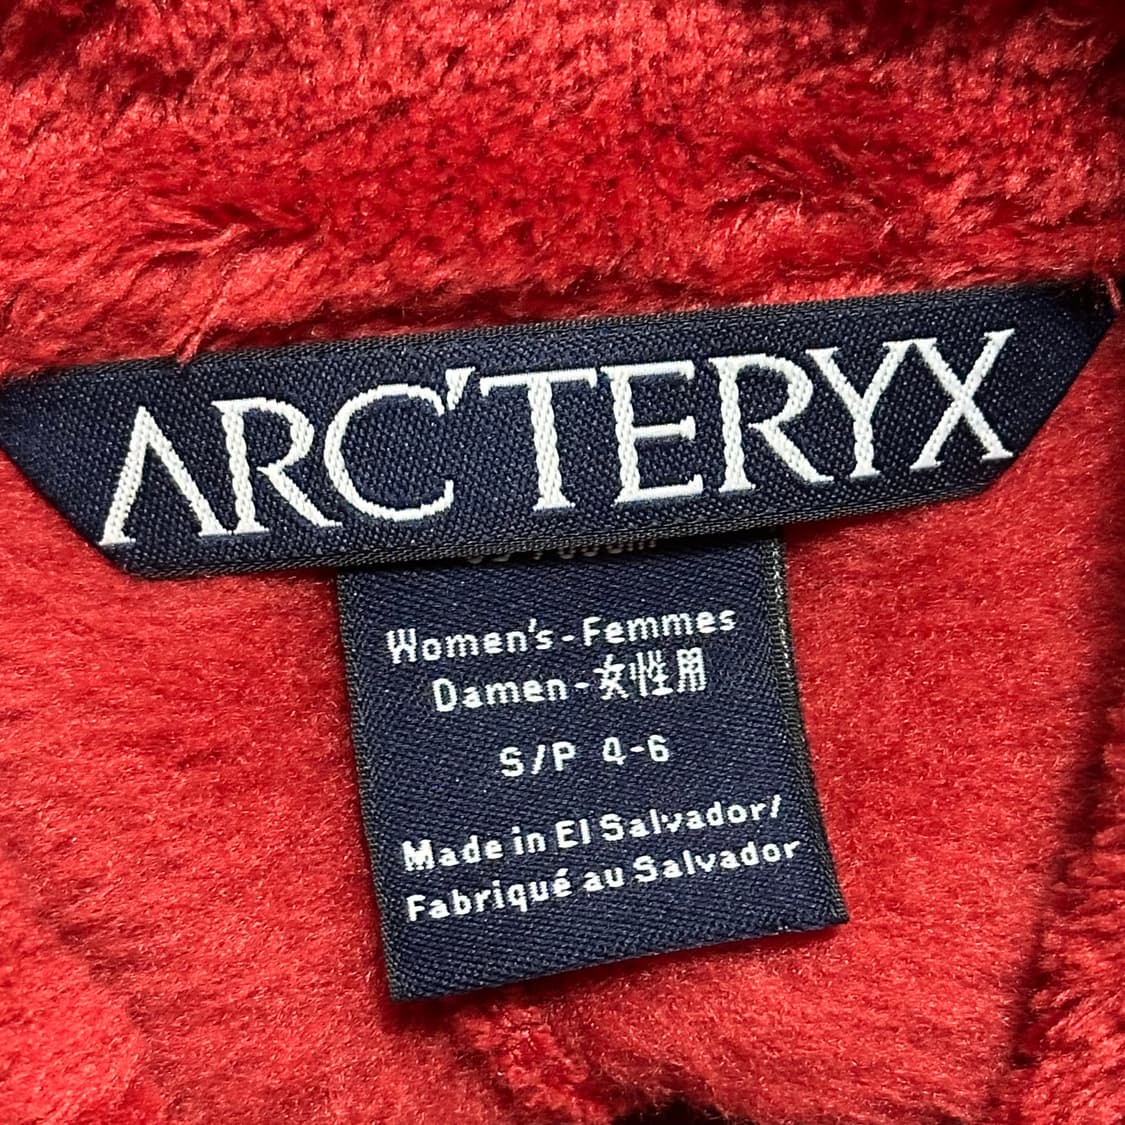 ARC'TERYX
Women's-Femmes
Damen-女性用
S/P 4-6
Made in El Salvador/
Fabriqué au Salvador